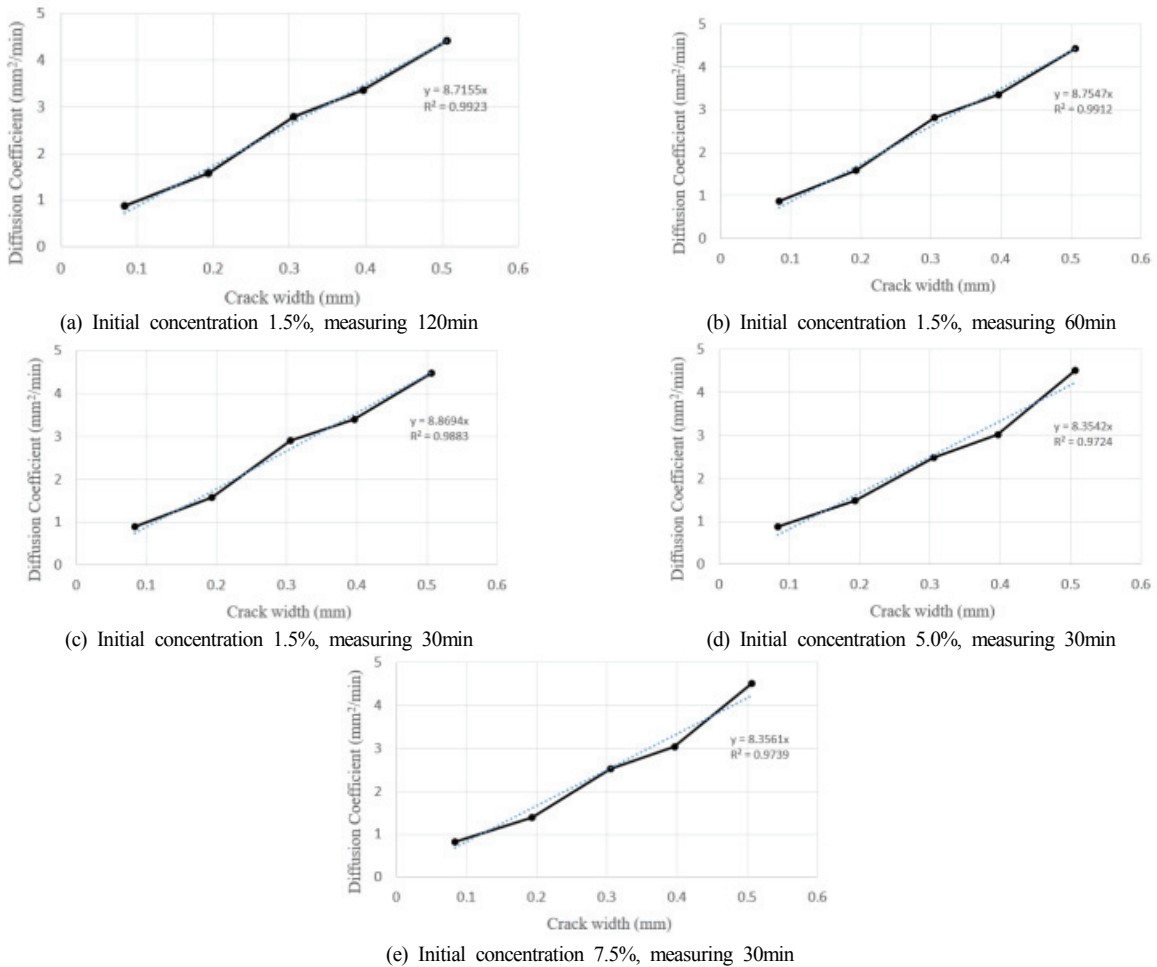 Diffusion Coefficient (mm²/min)
5
4
3
2
1
0
0 0.1 0.2 0.3 0.4 0.5 0.6
Crack width (mm)
y = 8.7155x
R² = 0.9923
(a) Initial concentration 1.5%, measuring 120min
Diffusion Coefficient (mm²/min)
5
4
3
2
1
0
0 0.1 0.2 0.3 0.4 0.5 0.6
Crack width (mm)
y = 8.7547x
R² = 0.9912
(b) Initial concentration 1.5%, measuring 60min
Diffusion Coefficient (mm²/min)
5
4
3
2
1
0
0 0.1 0.2 0.3 0.4 0.5 0.6
Crack width (mm)
y = 8.8694x
R² = 0.9883
(c) Initial concentration 1.5%, measuring 30min
Diffusion Coefficient (mm²/min)
5
4
3
2
1
0
0 0.1 0.2 0.3 0.4 0.5 0.6
Crack width (mm)
y = 8.3542x
R² = 0.9724
(d) Initial concentration 5.0%, measuring 30min
Diffusion Coefficient (mm²/min)
5
4
3
2
1
0
0 0.1 0.2 0.3 0.4 0.5 0.6
Crack width (mm)
y = 8.3561x
R² = 0.9739
(e) Initial concentration 7.5%, measuring 30min